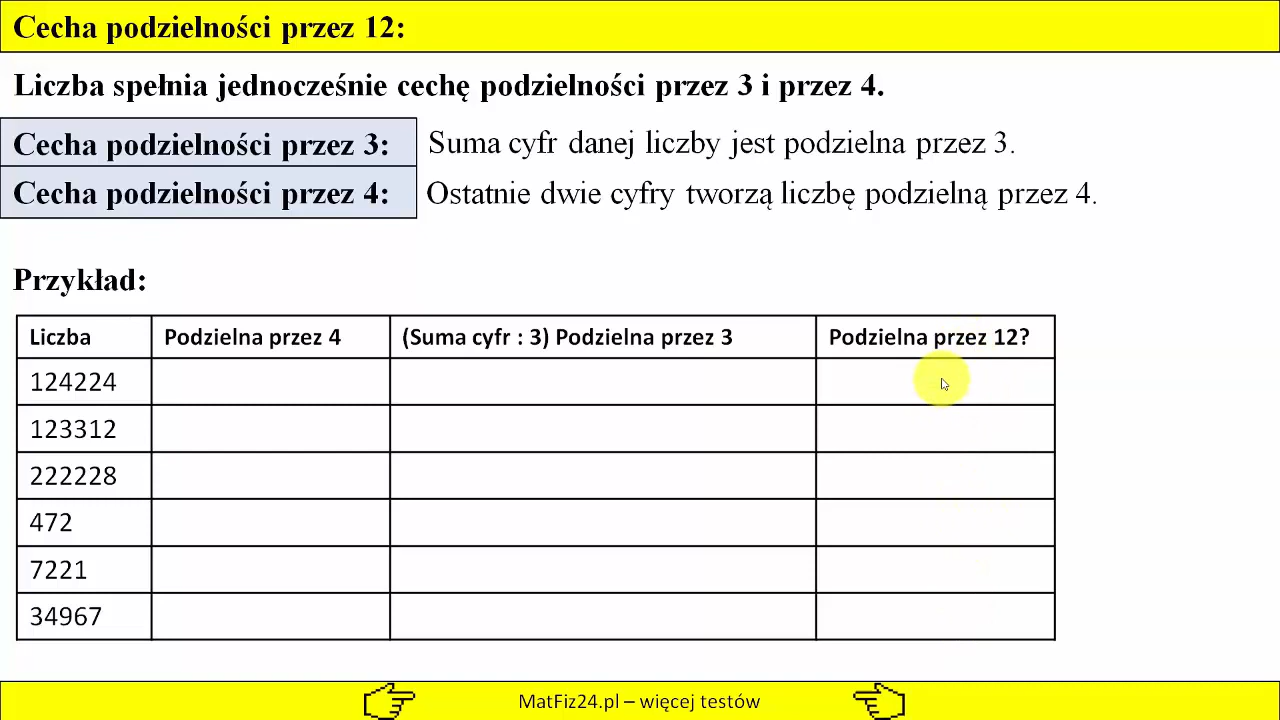 Cecha podzielności przez 12:
Liczba spełnia jednocześnie cechę podzielności przez 3 i przez 4.
Cecha podzielności przez 3: Suma cyfr danej liczby jest podzielna przez 3.
Cecha podzielności przez 4: Ostatnie dwie cyfry tworzą liczbę podzielną przez 4.
Przykład:
Liczba Podzielna przez 4 (Suma cyfr : 3) Podzielna przez 3 Podzielna przez 12?
124224
123312
222228
472
7221
34967
MatFiz24.pl – więcej testów